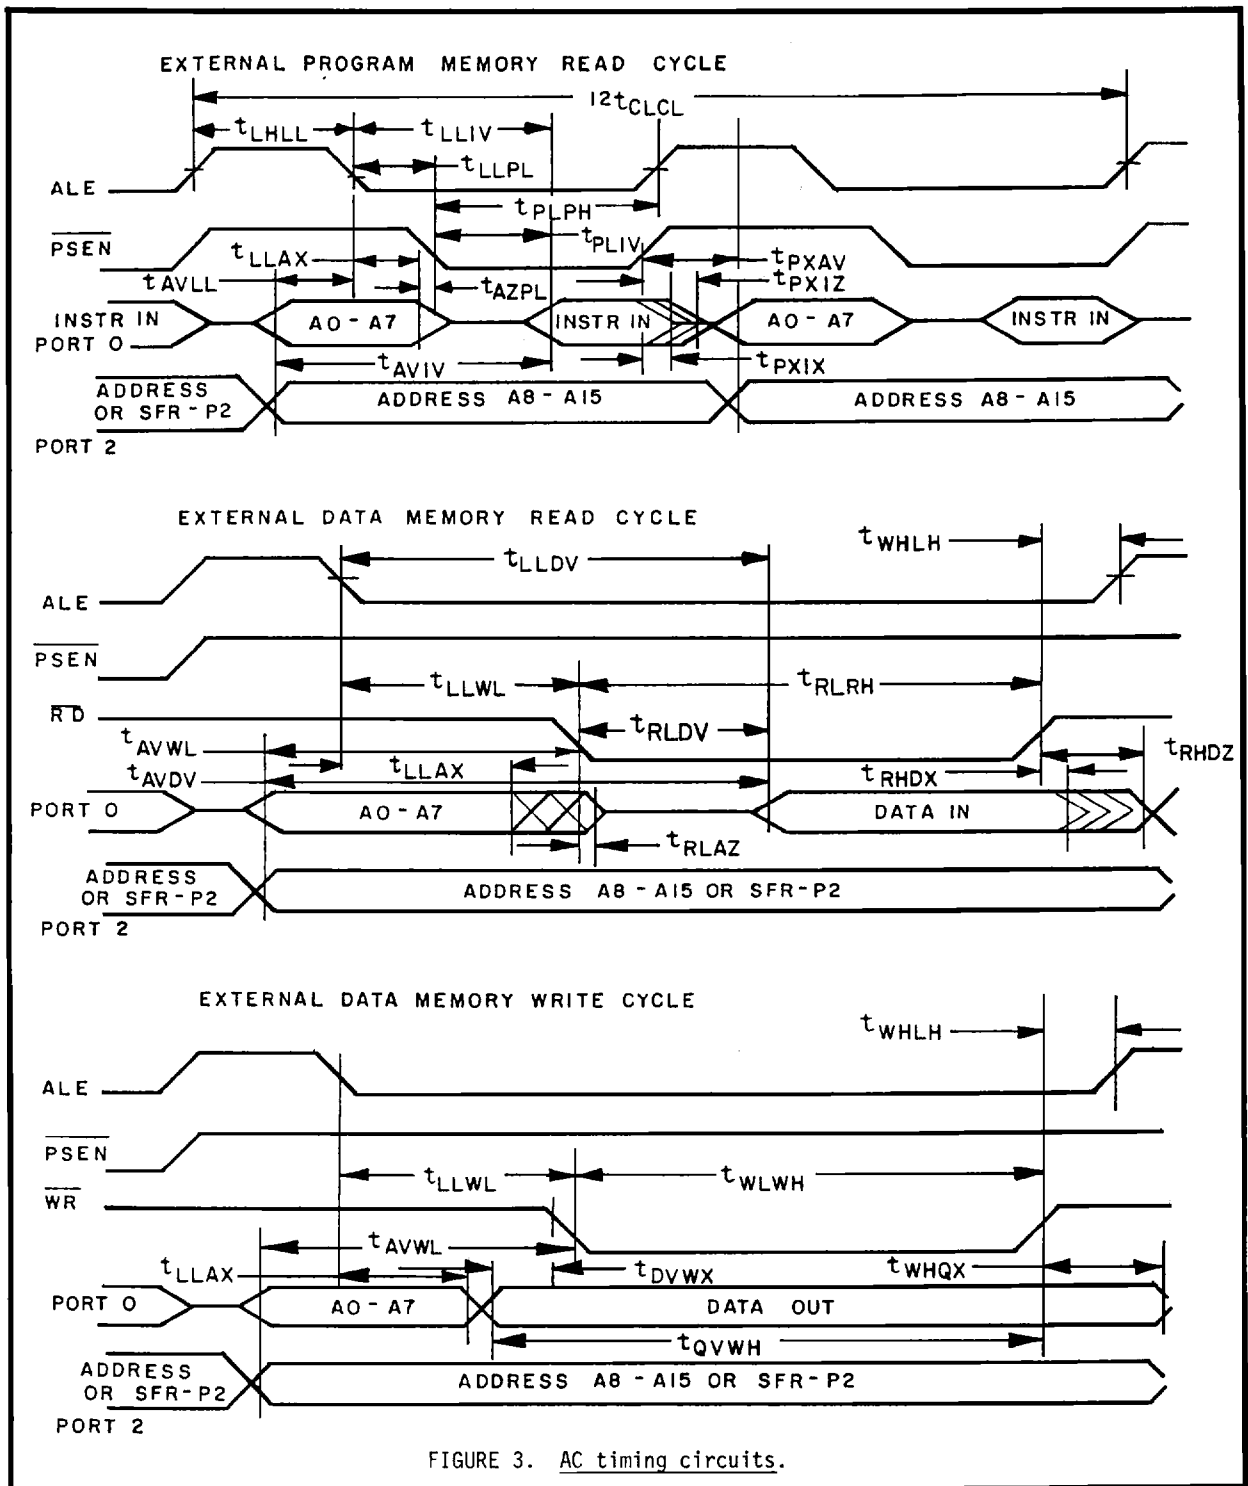 EXTERNAL PROGRAM MEMORY READ CYCLE
12tCLCL
tLHLL tLLIV
tLLPL
ALE
tPLPH
PSEN
tLLAX tPLIV
tPXAV
tAVLL tAZPL tPXIZ
INSTR IN
PORT 0
A0-A7 INSTR IN A0-A7 INSTR IN
tAVIV tPXIX
ADDRESS
OR SFR-P2
ADDRESS A8-A15 ADDRESS A8-A15
PORT 2
EXTERNAL DATA MEMORY READ CYCLE
tWHLH
tLLDV
ALE
PSEN
tLLWL tRLRH
RD
tAVWL tRLDV
tRHDZ
tAVDV tLLAX tRHDX
PORT 0 A0-A7 DATA IN
tRLAZ
ADDRESS
OR SFR-P2
ADDRESS A8-A15 OR SFR-P2
PORT 2
EXTERNAL DATA MEMORY WRITE CYCLE
tWHLH
ALE
PSEN
tLLWL tWLWH
WR
tAVWL
tLLAX tDVWX tWHQX
PORT 0 A0-A7 DATA OUT
tQVWH
ADDRESS
OR SFR-P2
ADDRESS A8-A15 OR SFR-P2
PORT 2
FIGURE 3. AC timing circuits.